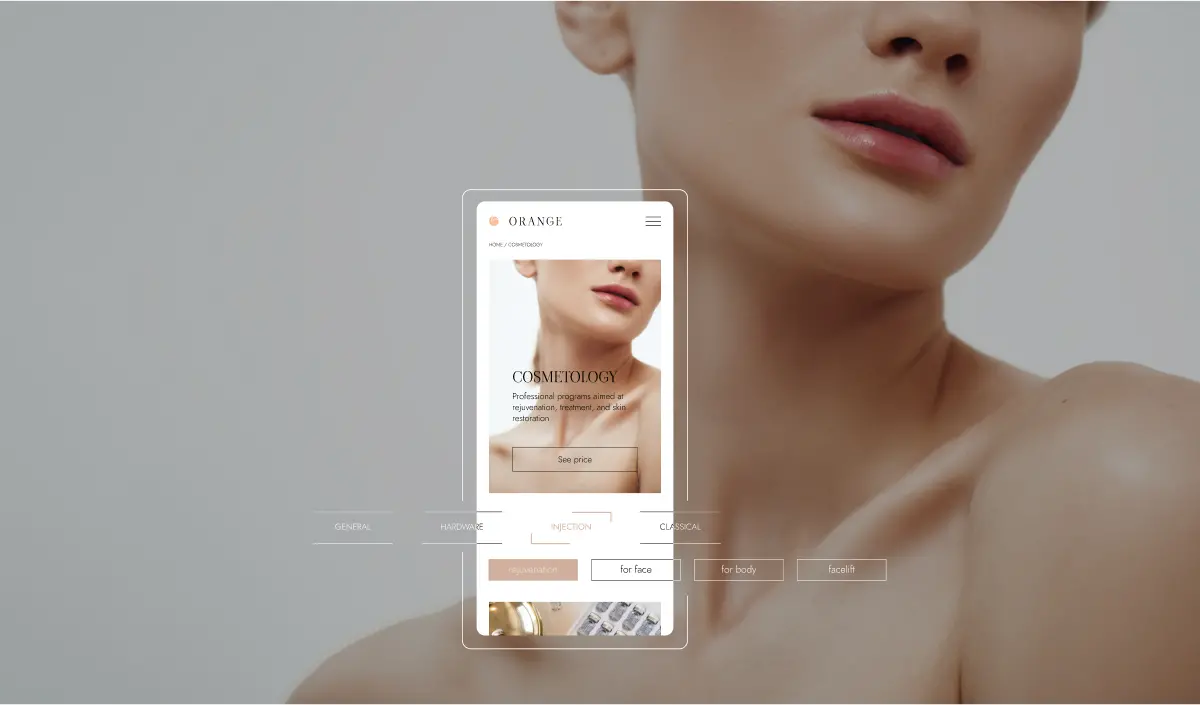 ORANGE
HOME / COSMETOLOGY
COSMETOLOGY
Professional programs aimed at
rejuvenation, treatment, and skin
restoration
See price
GENERAL HARDWARE INJECTION CLASSICAL
rejuvenation for face for body facelift